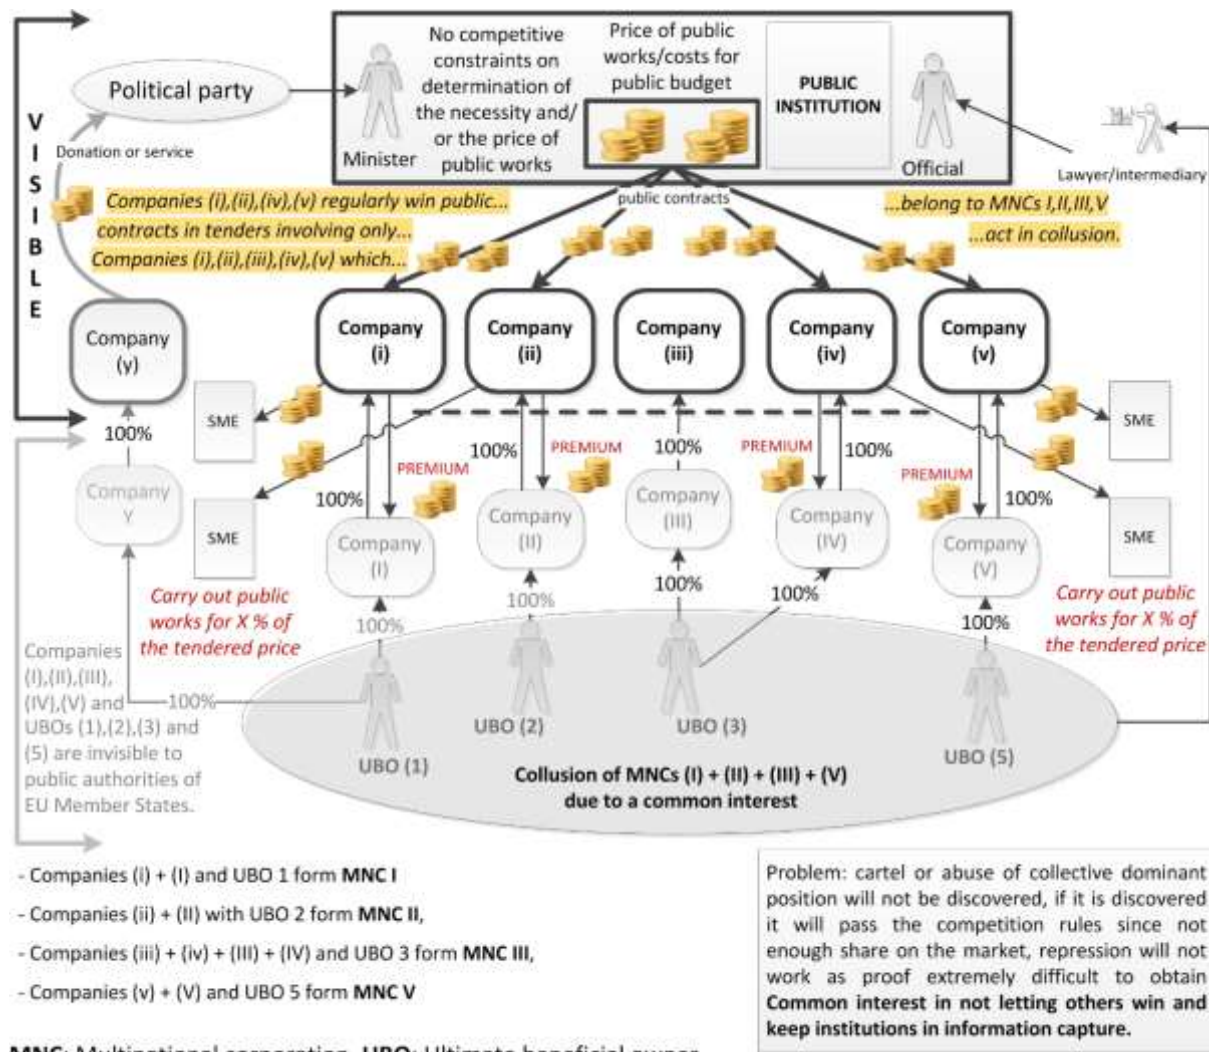 No competitive
constraints on
determination of
the necessity and/
or the price of
public works
Price of public
works/costs for
public budget
PUBLIC
INSTITUTION
Political party
Minister
Official
Lawyer/intermediary
V
I
S
I
B
L
E
Donation or service
public contracts
Companies (i),(ii),(iv),(v) regularly win public...
contracts in tenders involving only...
Companies (i),(ii),(iii),(iv),(v) which...
...belong to MNCs I,II,III,V
...act in collusion.
Company
(y)
Company
(i)
Company
(ii)
Company
(iii)
Company
(iv)
Company
(v)
SME
SME
SME
SME
100%
100%
100%
100%
100%
100%
PREMIUM
PREMIUM
PREMIUM
PREMIUM
Company
Y
Company
(I)
Company
(II)
Company
(III)
Company
(IV)
Company
(V)
Carry out public
works for X % of
the tendered price
Carry out public
works for X % of
the tendered price
100%
100%
100%
100%
100%
100%
Companies
(I),(II),(III),
(IV),(V) and
UBOs (1),(2),(3) and
(5) are invisible to
public authorities of
EU Member States.
UBO (1)
UBO (2)
UBO (3)
UBO (5)
Collusion of MNCs (I) + (II) + (III) + (V)
due to a common interest
- Companies (i) + (I) and UBO 1 form MNC I
- Companies (ii) + (II) with UBO 2 form MNC II,
- Companies (iii) + (iv) + (III) + (IV) and UBO 3 form MNC III,
- Companies (v) + (V) and UBO 5 form MNC V
Problem: cartel or abuse of collective dominant
position will not be discovered, if it is discovered
it will pass the competition rules since not
enough share on the market, repression will not
work as proof extremely difficult to obtain
Common interest in not letting others win and
keep institutions in information capture.
MNC: Multinational corporation, UBO: Ultimate beneficial owner